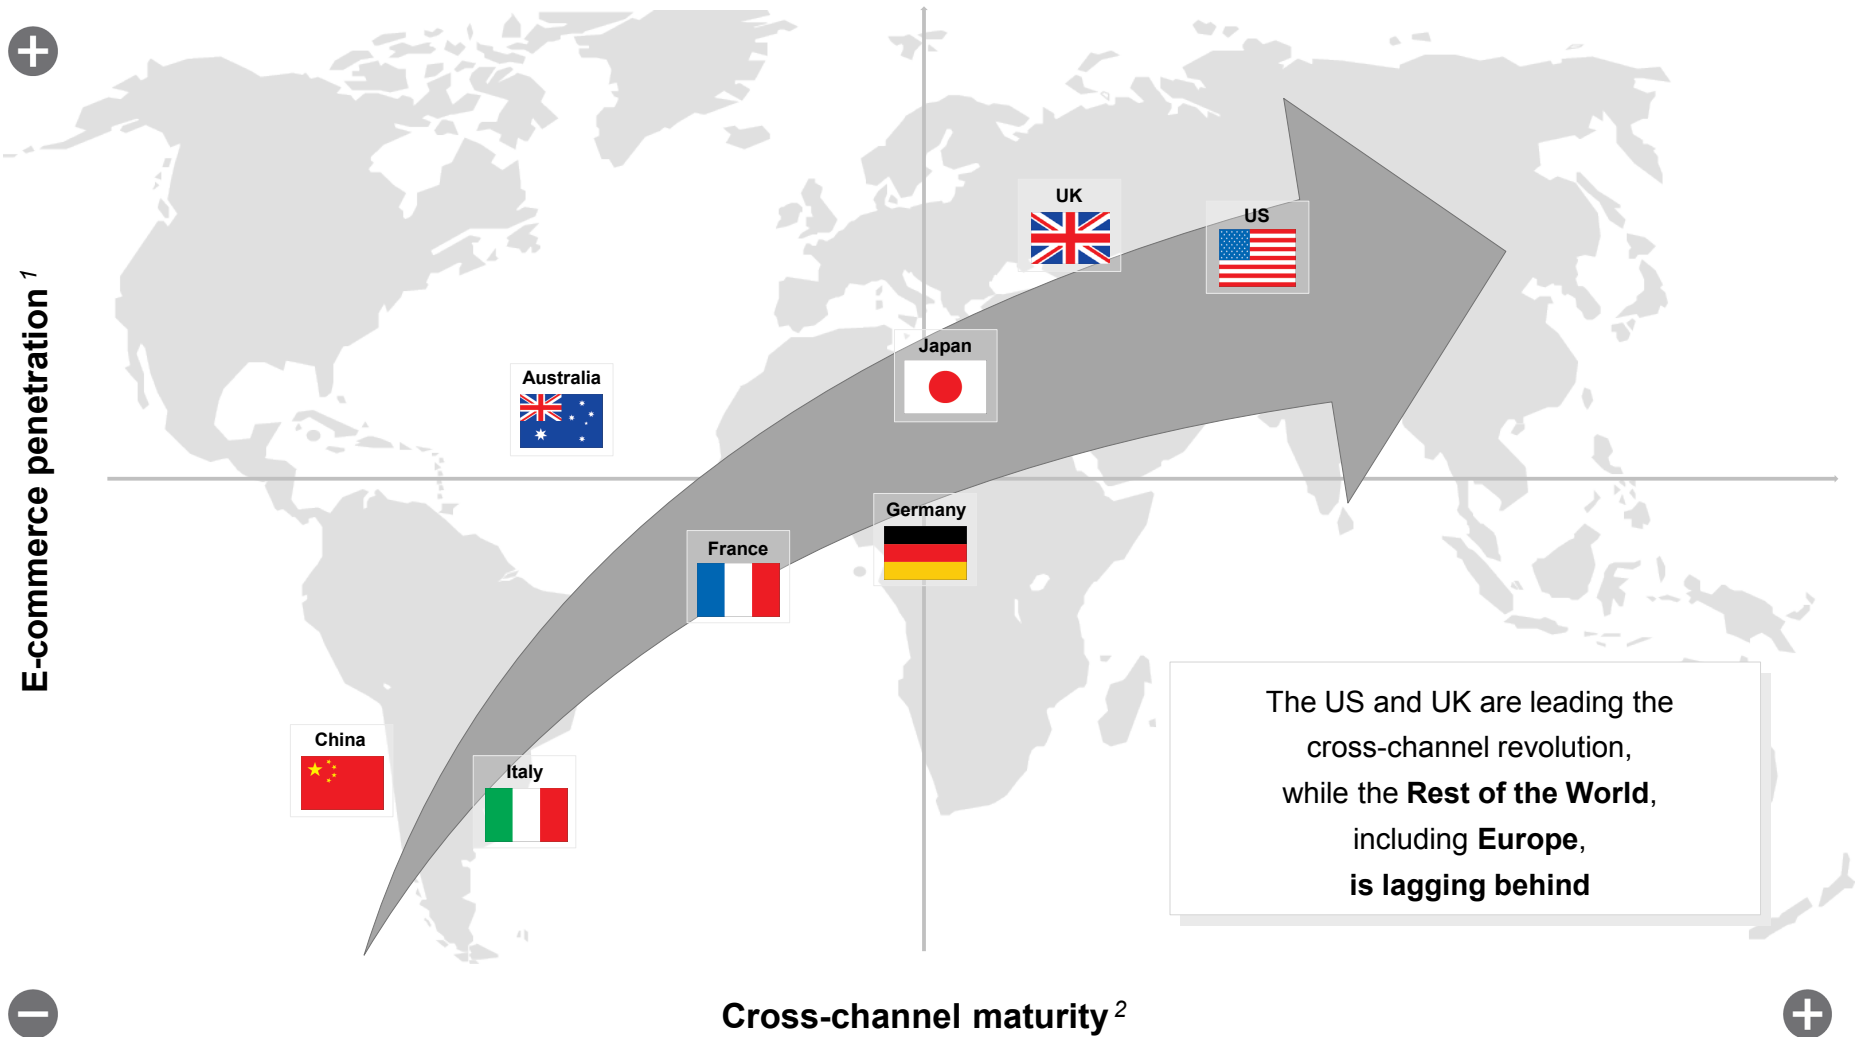 E-commerce penetration 1
UK
US
Japan
Australia
Germany
France
China
Italy
The US and UK are leading the
cross-channel revolution,
while the Rest of the World,
including Europe,
is lagging behind
Cross-channel maturity 2